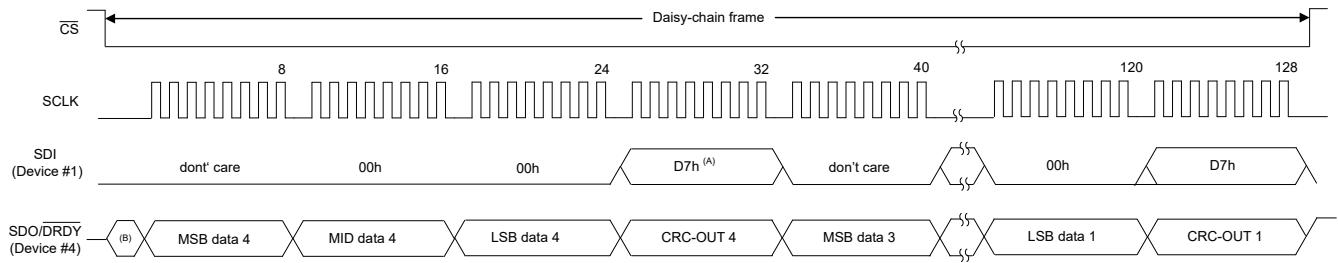 Daisy-chain frame
CS
8 16 24 32 40 120 128
SCLK
SDI
(Device #1)
dont' care 00h 00h D7h (A) don't care 00h D7h
SDO/DRDY
(Device #4)
(B) MSB data 4 MID data 4 LSB data 4 CRC-OUT 4 MSB data 3 LSB data 1 CRC-OUT 1